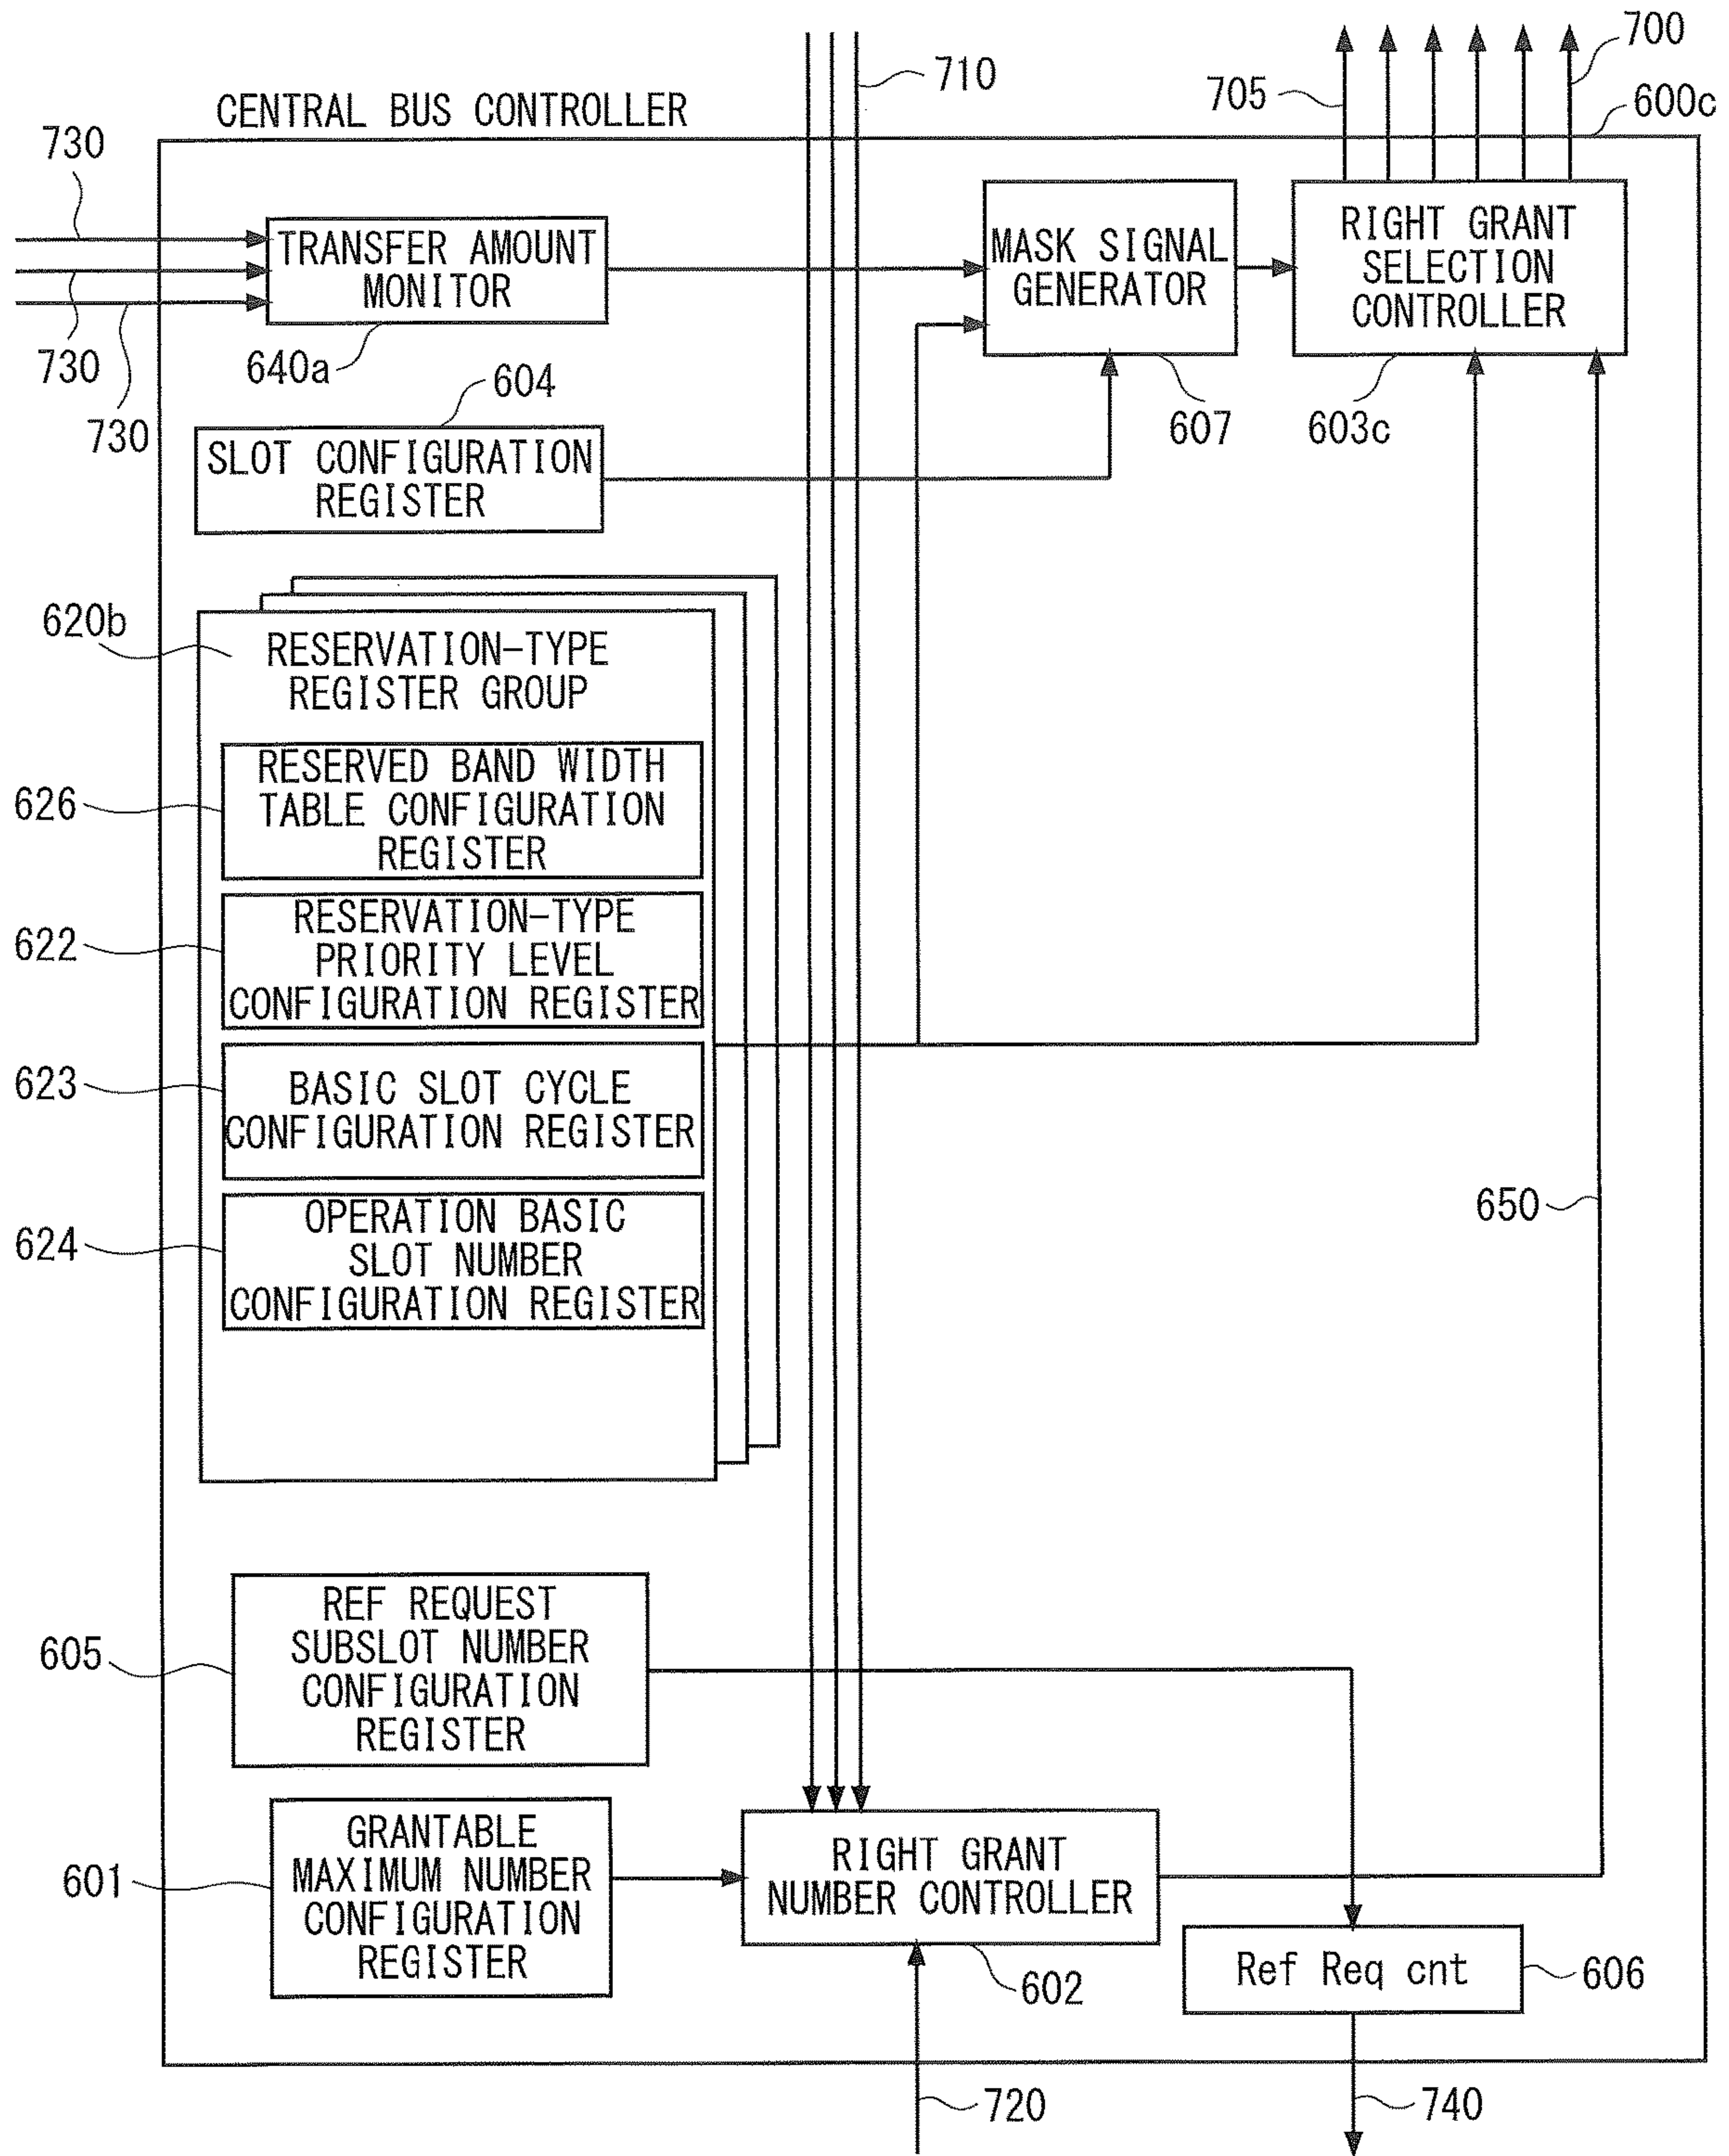 700
710
705
600c
CENTRAL BUS CONTROLLER
730
TRANSFER AMOUNT
MONITOR
MASK SIGNAL
GENERATOR
RIGHT GRANT
SELECTION
CONTROLLER
730
640a
604
730
607
603c
SLOT CONFIGURATION
REGISTER
620b
RESERVATION-TYPE
REGISTER GROUP
626
RESERVED BAND WIDTH
TABLE CONFIGURATION
REGISTER
622
RESERVATION-TYPE
PRIORITY LEVEL
CONFIGURATION REGISTER
623
BASIC SLOT CYCLE
CONFIGURATION REGISTER
624
OPERATION BASIC
SLOT NUMBER
CONFIGURATION REGISTER
650
605
REF REQUEST
SUBSLOT NUMBER
CONFIGURATION
REGISTER
601
GRANTABLE
MAXIMUM NUMBER
CONFIGURATION
REGISTER
RIGHT GRANT
NUMBER CONTROLLER
602
Ref Req cnt
606
720
740